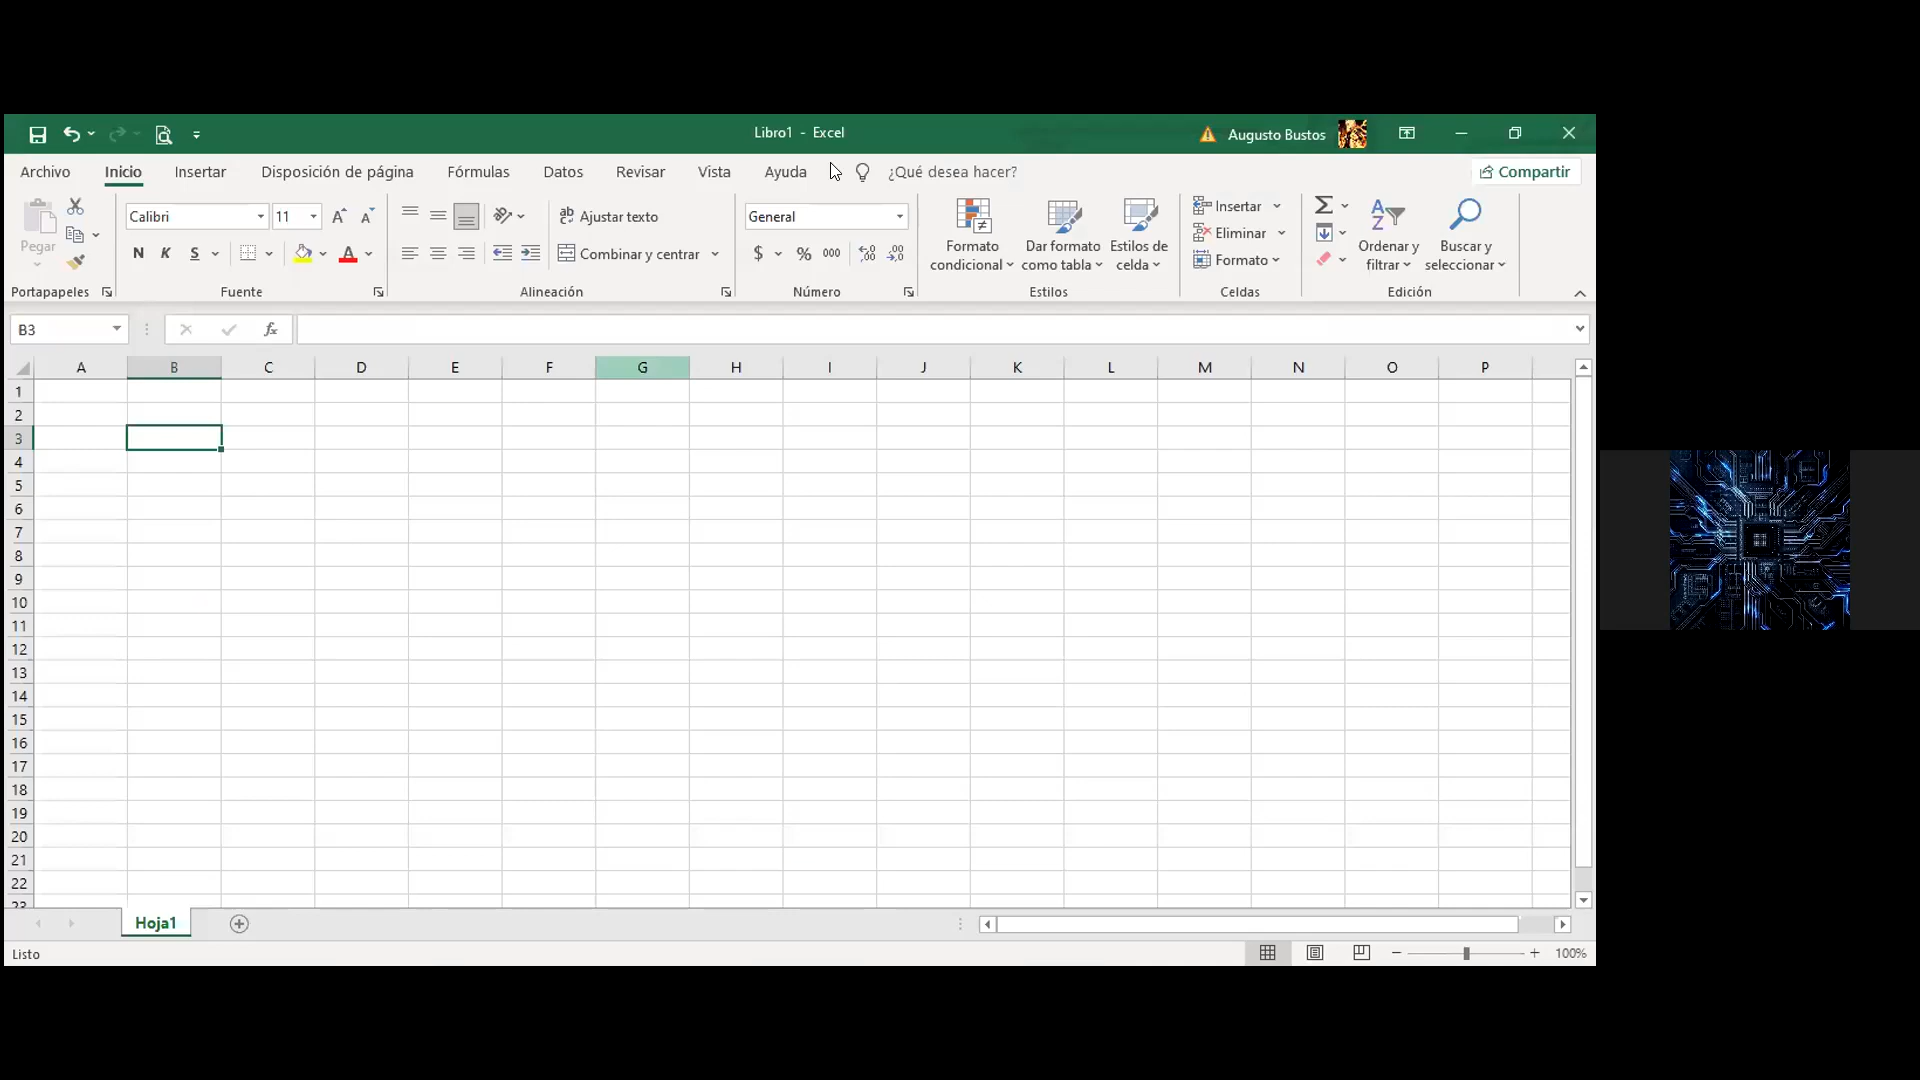 Libro1 - Excel
Augusto Bustos
Archivo Inicio Insertar Disposición de página Fórmulas Datos Revisar Vista Ayuda ¿Qué desea hacer? Compartir
Pegar
Calibri 11
N K S
Ajustar texto
Combinar y centrar
General
$ % 000
Formato condicional
Dar formato como tabla
Estilos de celda
Insertar
Eliminar
Formato
Ordenar y filtrar
Buscar y seleccionar
Portapapeles Fuente Alineación Número Estilos Celdas Edición
B3 fx
A B C D E F G H I J K L M N O P
1
2
3
4
5
6
7
8
9
10
11
12
13
14
15
16
17
18
19
20
21
22
23
Hoja1
Listo 100%